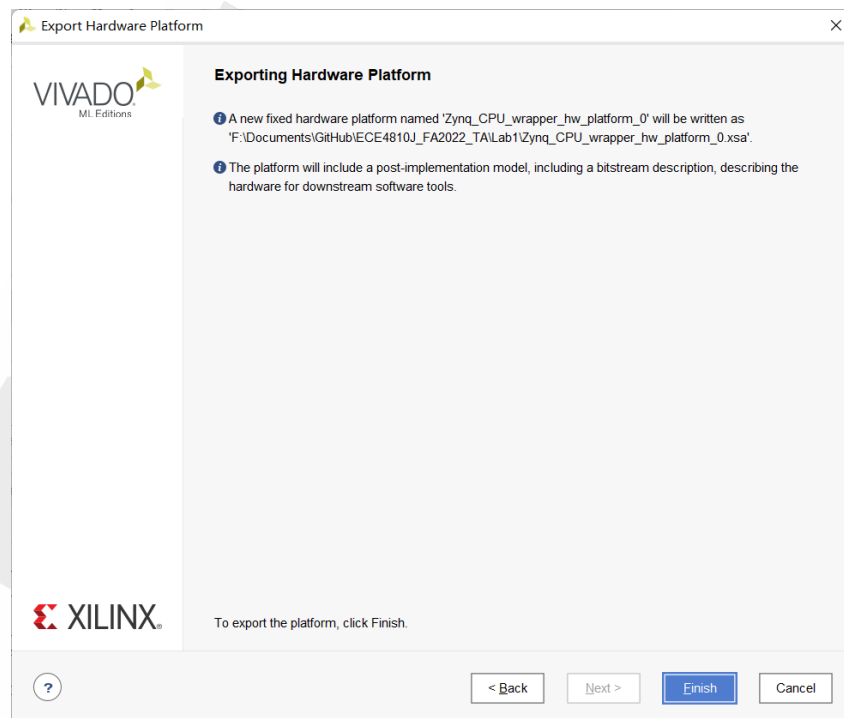 Export Hardware Platform
VIVADO.
ML Editions
Exporting Hardware Platform
A new fixed hardware platform named 'Zynq_CPU_wrapper_hw_platform_0' will be written as
'F:\Documents\GitHub\ECE4810J_FA2022_TA\Lab1\Zynq_CPU_wrapper_hw_platform_0.xsa'.
The platform will include a post-implementation model, including a bitstream description, describing the
hardware for downstream software tools.
XILINX®
To export the platform, click Finish.
?
< Back
Next >
Finish
Cancel